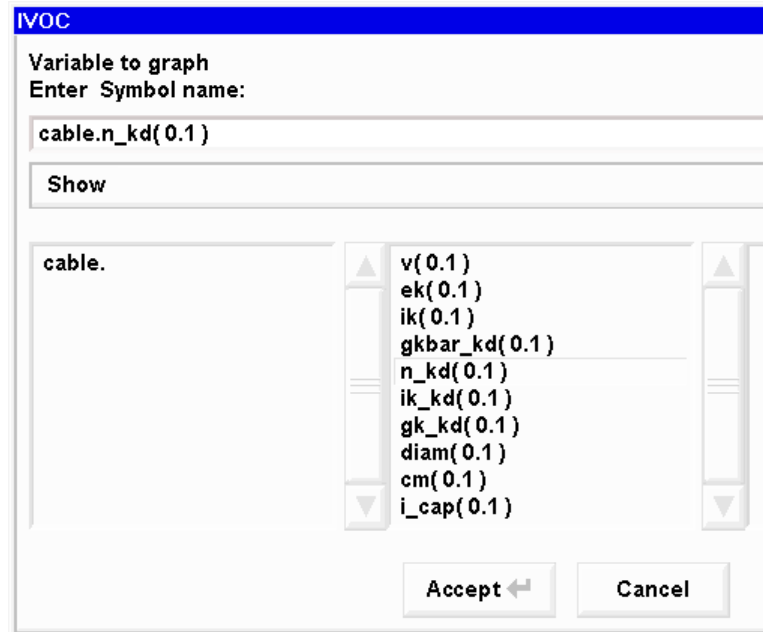 IVOC
Variable to graph
Enter Symbol name:
cable.n_kd( 0.1 )
Show
cable.
v( 0.1 )
ek( 0.1 )
ik( 0.1 )
gkbar_kd( 0.1 )
n_kd( 0.1 )
ik_kd( 0.1 )
gk_kd( 0.1 )
diam( 0.1 )
cm( 0.1 )
i_cap( 0.1 )
Accept Cancel